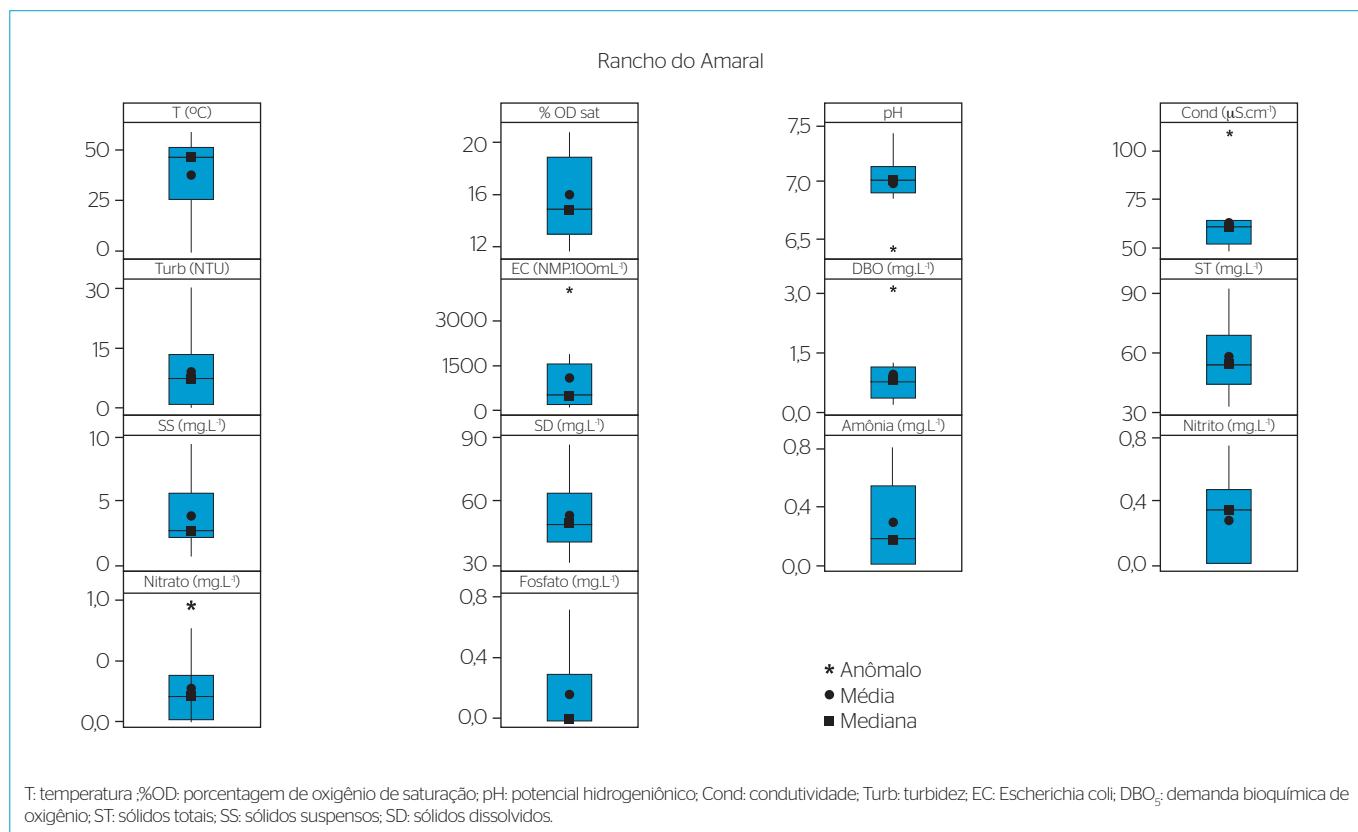 Rancho do Amaral
T (ºC)
50
25
0
% OD sat
20
16
12
pH
7,5
7,0
6,5
Cond (µS.cm-1)
100
75
50
Turb (NTU)
30
15
0
EC (NMP.100mL-1)
3000
1500
0
DBO (mg.L-1)
3,0
1,5
0,0
ST (mg.L-1)
90
60
30
SS (mg.L-1)
10
5
0
SD (mg.L-1)
90
60
30
Amônia (mg.L-1)
0,8
0,4
0,0
Nitrito (mg.L-1)
0,8
0,4
0,0
Nitrato (mg.L-1)
1,0
0
0,0
Fosfato (mg.L-1)
0,8
0,4
0,0
* Anômalo
● Média
■ Mediana
T: temperatura ;%OD: porcentagem de oxigênio de saturação; pH: potencial hidrogeniônico; Cond: condutividade; Turb: turbidez; EC: Escherichia coli; DBO5: demanda bioquímica de
oxigênio; ST: sólidos totais; SS: sólidos suspensos; SD: sólidos dissolvidos.